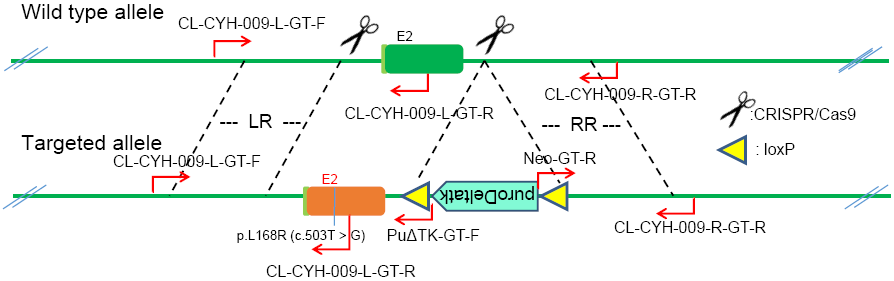 Wild type allele
CL-CYH-009-L-GT-F
E2
CL-CYH-009-L-GT-R
CL-CYH-009-R-GT-R
--- LR ---
--- RR ---
:CRISPR/Cas9
: loxP
Targeted allele
CL-CYH-009-L-GT-F
Neo-GT-R
E2
puroDeltatk
p.L168R (c.503T > G)
PuΔTK-GT-F
CL-CYH-009-R-GT-R
CL-CYH-009-L-GT-R